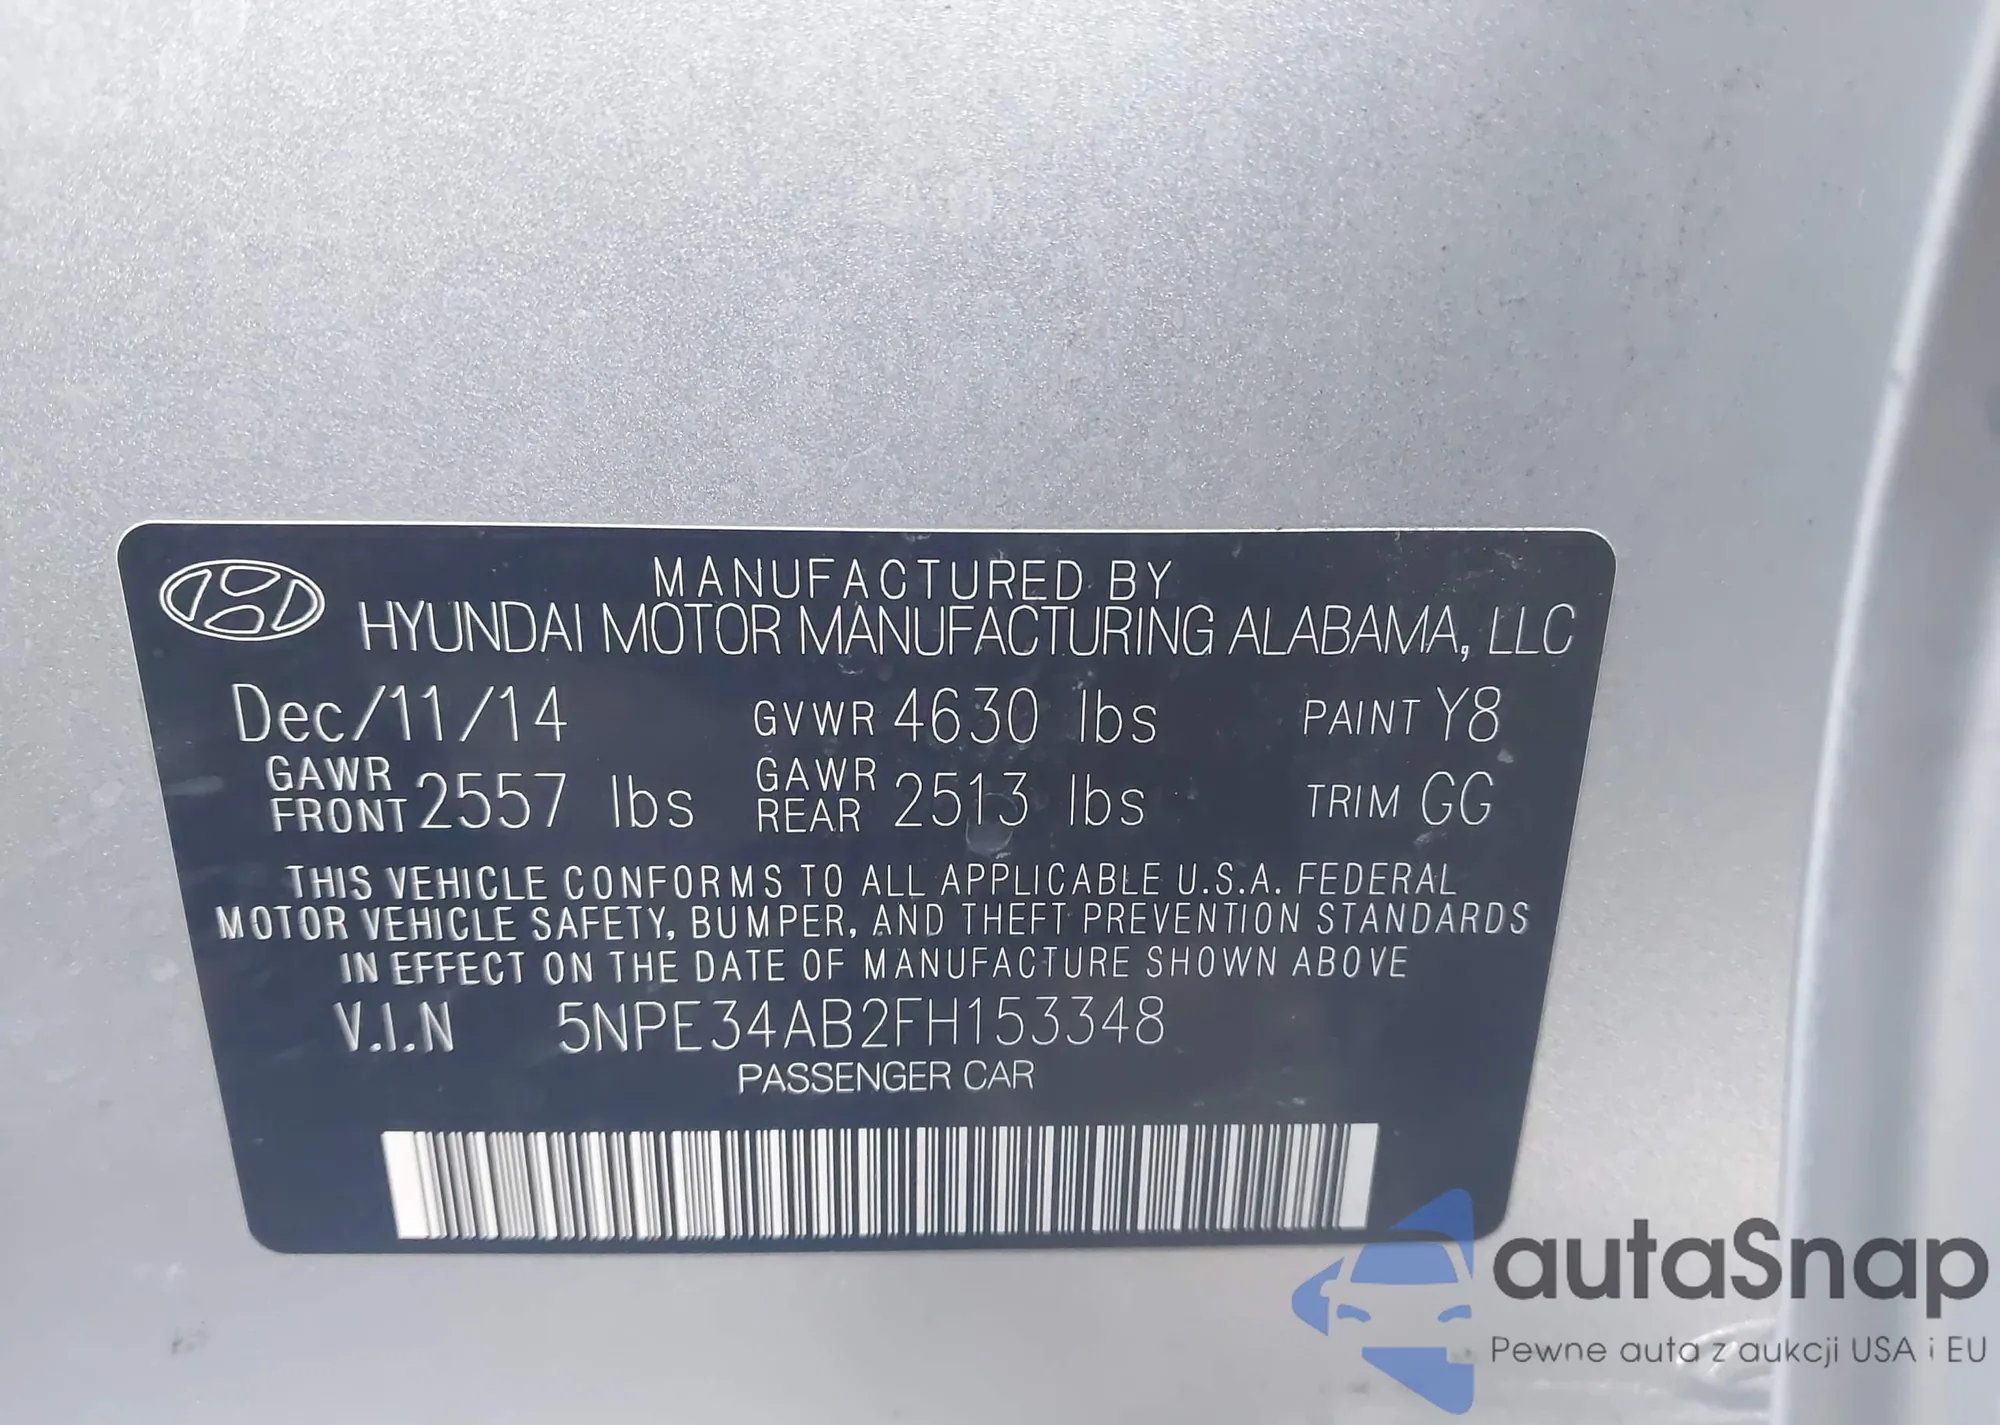 MANUFACTURED BY
HYUNDAI MOTOR MANUFACTURING ALABAMA, LLC
Dec/11/14 GVWR 4630 lbs PAINT Y8
GAWR FRONT 2557 lbs GAWR REAR 2513 lbs TRIM GG
THIS VEHICLE CONFORMS TO ALL APPLICABLE U.S.A. FEDERAL
MOTOR VEHICLE SAFETY, BUMPER, AND THEFT PREVENTION STANDARDS
IN EFFECT ON THE DATE OF MANUFACTURE SHOWN ABOVE
V.I.N 5NPE34AB2FH153348
PASSENGER CAR
autaSnap
Pewne auta z aukcji USA i EU